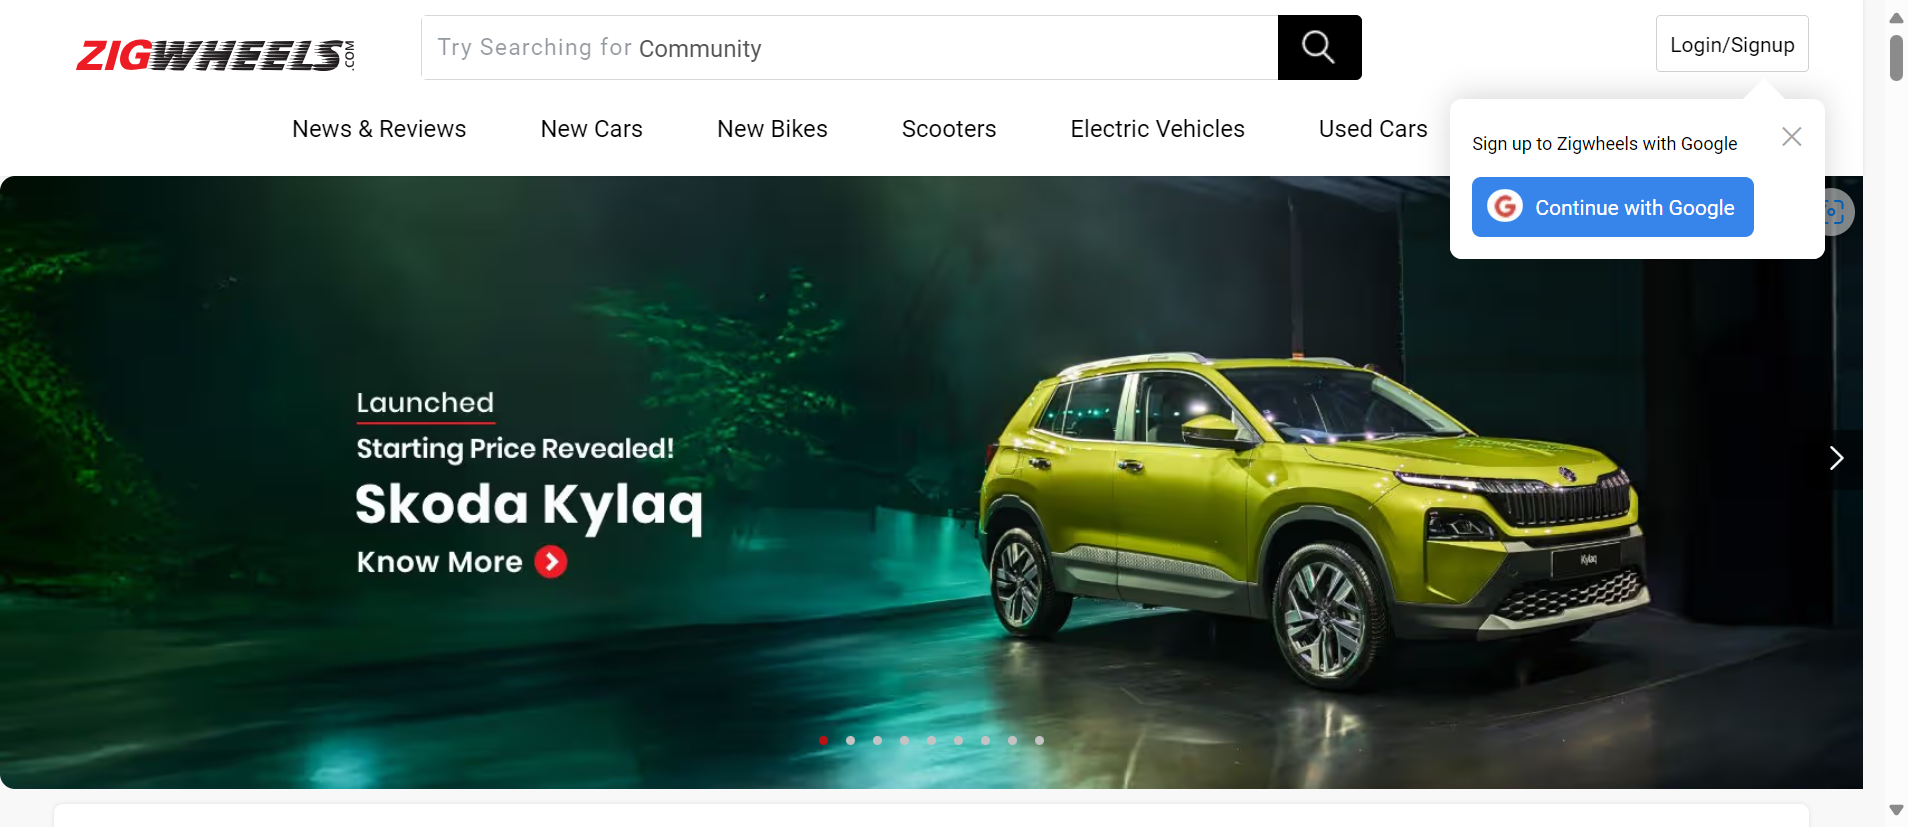 ZIGWHEELS.COM
Try Searching for Community
Login/Signup
News & Reviews
New Cars
New Bikes
Scooters
Electric Vehicles
Used Cars
Sign up to Zigwheels with Google
G Continue with Google
Launched
Starting Price Revealed!
Skoda Kylaq
Know More
Kylaq